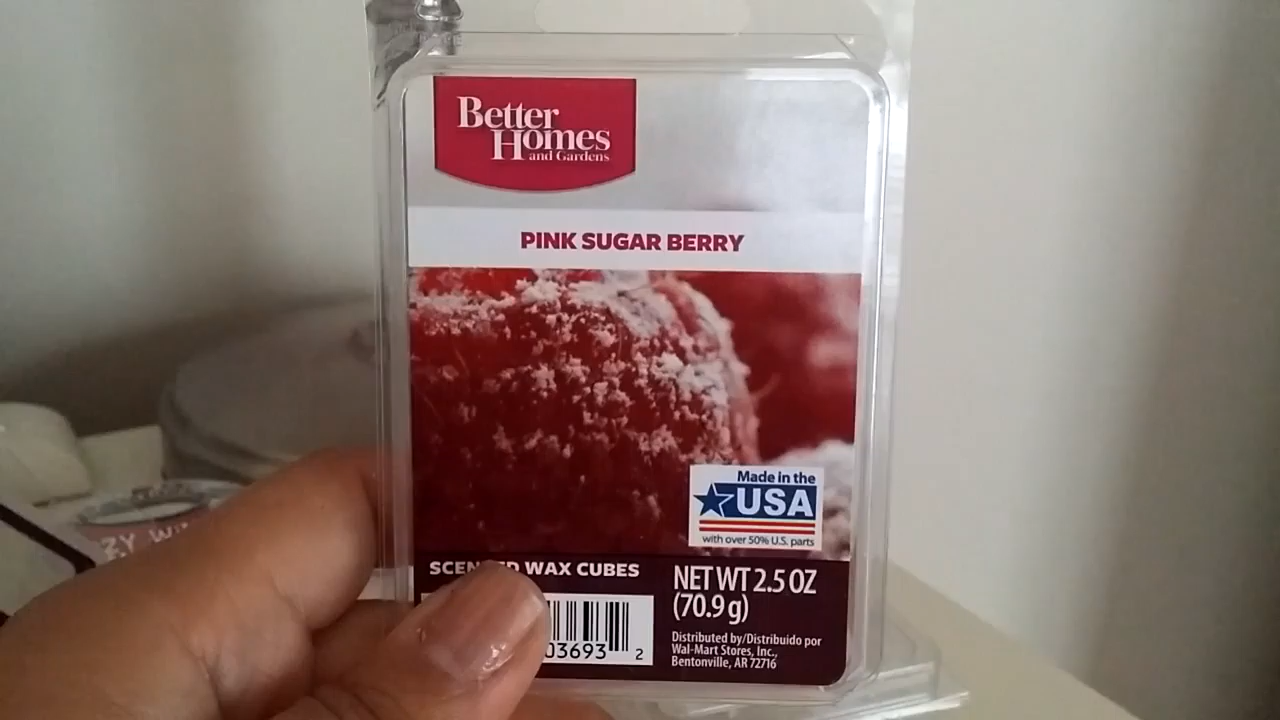 Better
Homes
and Gardens
PINK SUGAR BERRY
Made in the
USA
with over 50% U.S. parts
WAX CUBES
NET WT 2.5 OZ
(70.9 g)
03693 2
Distributed by/Distribuido por
Wal-Mart Stores, Inc.,
Bentonville, AR 72716